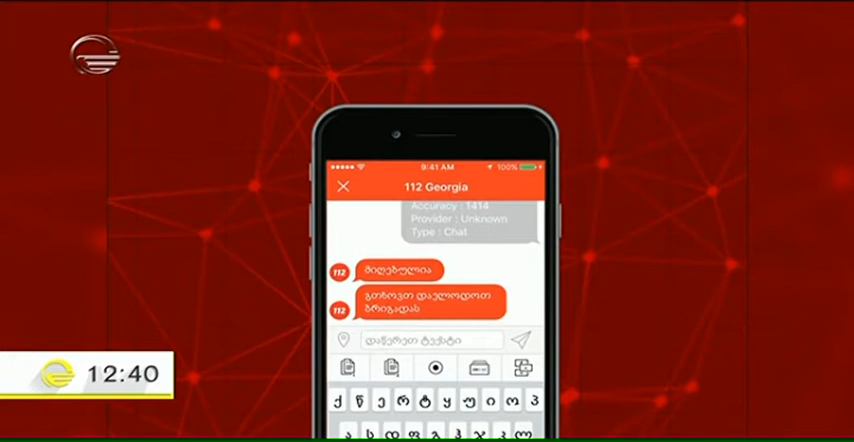 9:41 AM
100%
112 Georgia
Accuracy : 1414
Provider : Unknown
Type : Chat
112
მიღებულია
112
გთხოვთ დაელოდოთ
ბრიგადას
დაწერეთ ტექსტი
12:40
ქ წ ე რ ტ ყ უ ი ო პ
ა ს დ ფ გ ჰ ჯ კ ლ